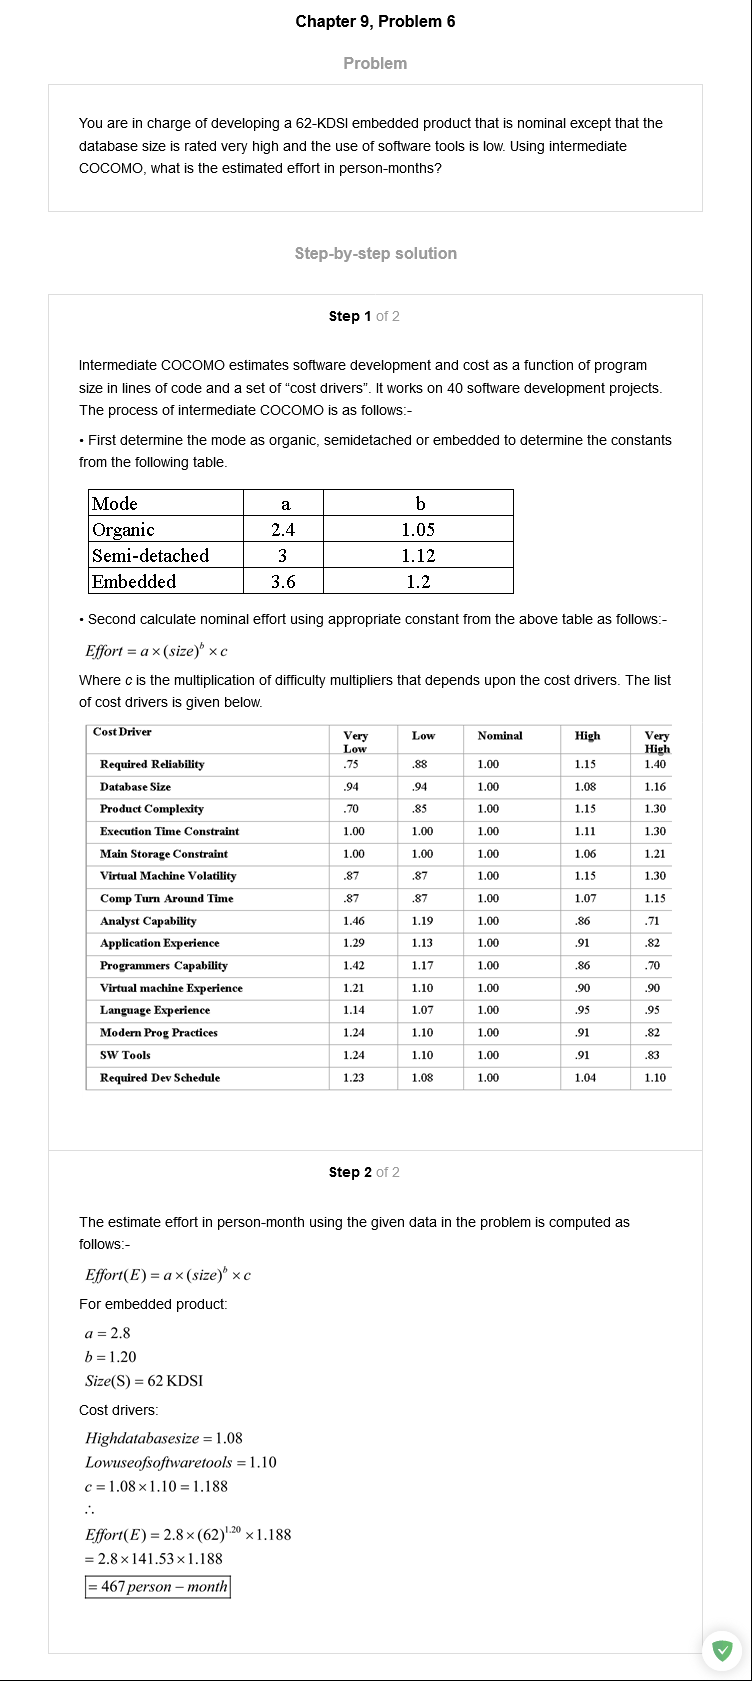 Chapter 9, Problem 6
Problem
You are in charge of developing a 62-KDSI embedded product that is nominal except that the
database size is rated very high and the use of software tools is low. Using intermediate
COCOMO, what is the estimated effort in person-months?
Step-by-step solution
Step 1 of 2
Intermediate COCOMO estimates software development and cost as a function of program
size in lines of code and a set of “cost drivers”. It works on 40 software development projects.
The process of intermediate COCOMO is as follows:-
• First determine the mode as organic, semidetached or embedded to determine the constants
from the following table.
Mode a b
Organic 2.4 1.05
Semi-detached 3 1.12
Embedded 3.6 1.2
• Second calculate nominal effort using appropriate constant from the above table as follows:-
Effort = a × (size)^b × c
Where c is the multiplication of difficulty multipliers that depends upon the cost drivers. The list
of cost drivers is given below.
Cost Driver Very Low Low Nominal High Very High
Required Reliability .75 .88 1.00 1.15 1.40
Database Size .94 .94 1.00 1.08 1.16
Product Complexity .70 .85 1.00 1.15 1.30
Execution Time Constraint 1.00 1.00 1.00 1.11 1.30
Main Storage Constraint 1.00 1.00 1.00 1.06 1.21
Virtual Machine Volatility .87 .87 1.00 1.15 1.30
Comp Turn Around Time .87 .87 1.00 1.07 1.15
Analyst Capability 1.46 1.19 1.00 .86 .71
Application Experience 1.29 1.13 1.00 .91 .82
Programmers Capability 1.42 1.17 1.00 .86 .70
Virtual machine Experience 1.21 1.10 1.00 .90 .90
Language Experience 1.14 1.07 1.00 .95 .95
Modern Prog Practices 1.24 1.10 1.00 .91 .82
SW Tools 1.24 1.10 1.00 .91 .83
Required Dev Schedule 1.23 1.08 1.00 1.04 1.10
Step 2 of 2
The estimate effort in person-month using the given data in the problem is computed as
follows:-
Effort(E) = a × (size)^b × c
For embedded product:
a = 2.8
b = 1.20
Size(S) = 62 KDSI
Cost drivers:
Highdatabasesize = 1.08
Lowuseofsoftwaretools = 1.10
c = 1.08 × 1.10 = 1.188
∴
Effort(E) = 2.8 × (62)^1.20 × 1.188
= 2.8 × 141.53 × 1.188
= 467 person – month